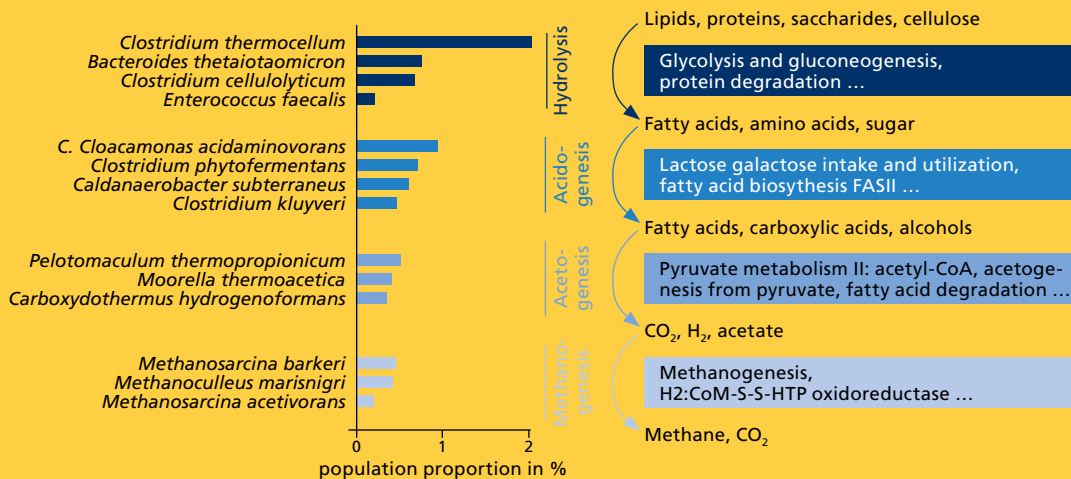 Clostridium thermocellum
Bacteroides thetaiotaomicron
Clostridium cellulolyticum
Enterococcus faecalis
Hydrolysis
C. Cloacamonas acidaminovorans
Clostridium phytofermentans
Caldanaerobacter subterraneus
Clostridium kluyveri
Acido-
genesis
Pelotomaculum thermopropionicum
Moorella thermoacetica
Carboxydothermus hydrogenoformans
Aceto-
genesis
Methanosarcina barkeri
Methanoculleus marisnigri
Methanosarcina acetivorans
Methano-
genesis
0 1 2
population proportion in %
Lipids, proteins, saccharides, cellulose
Glycolysis and gluconeogenesis,
protein degradation ...
Fatty acids, amino acids, sugar
Lactose galactose intake and utilization,
fatty acid biosythesis FASII ...
Fatty acids, carboxylic acids, alcohols
Pyruvate metabolism II: acetyl-CoA, acetoge-
nesis from pyruvate, fatty acid degradation ...
CO₂, H₂, acetate
Methanogenesis,
H2:CoM-S-S-HTP oxidoreductase ...
Methane, CO₂